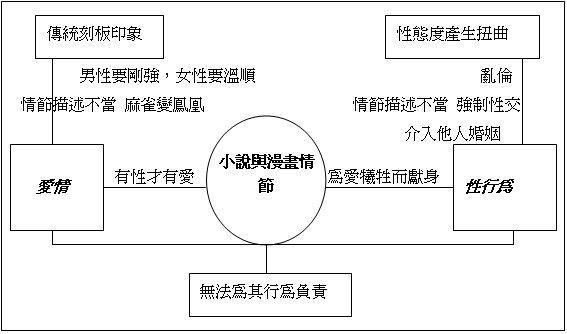 傳統刻板印象
性態度產生扭曲
男性要剛強，女性要溫順
亂倫
情節描述不當 麻雀變鳳凰
情節描述不當 強制性交
介入他人婚姻
愛情
有性才有愛
小說與漫畫情
節
為愛犧牲而獻身
性行為
無法為其行為負責